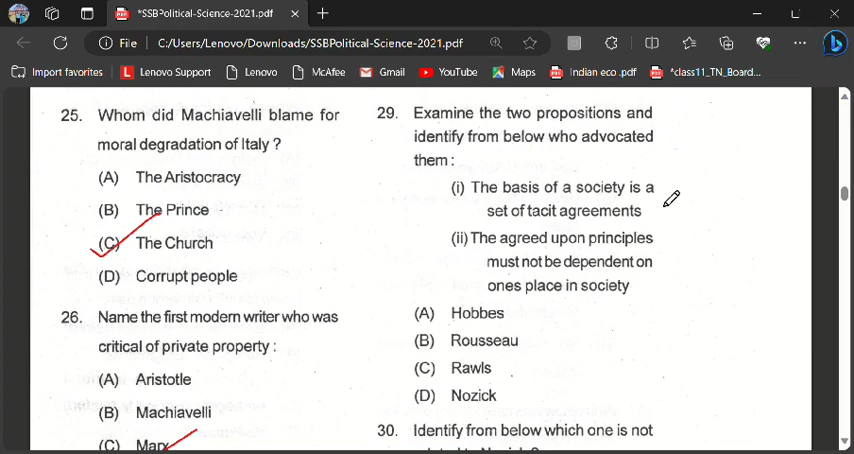 *SSBPolitical-Science-2021.pdf
File C:/Users/Lenovo/Downloads/SSBPolitical-Science-2021.pdf
Import favorites Lenovo Support Lenovo McAfee Gmail YouTube Maps Indian eco .pdf *class11_TN_Board...
25. Whom did Machiavelli blame for
moral degradation of Italy ?
(A) The Aristocracy
(B) The Prince
(C) The Church
(D) Corrupt people
26. Name the first modern writer who was
critical of private property :
(A) Aristotle
(B) Machiavelli
(C) Marx
29. Examine the two propositions and
identify from below who advocated
them :
(i) The basis of a society is a
set of tacit agreements
(ii) The agreed upon principles
must not be dependent on
ones place in society
(A) Hobbes
(B) Rousseau
(C) Rawls
(D) Nozick
30. Identify from below which one is not